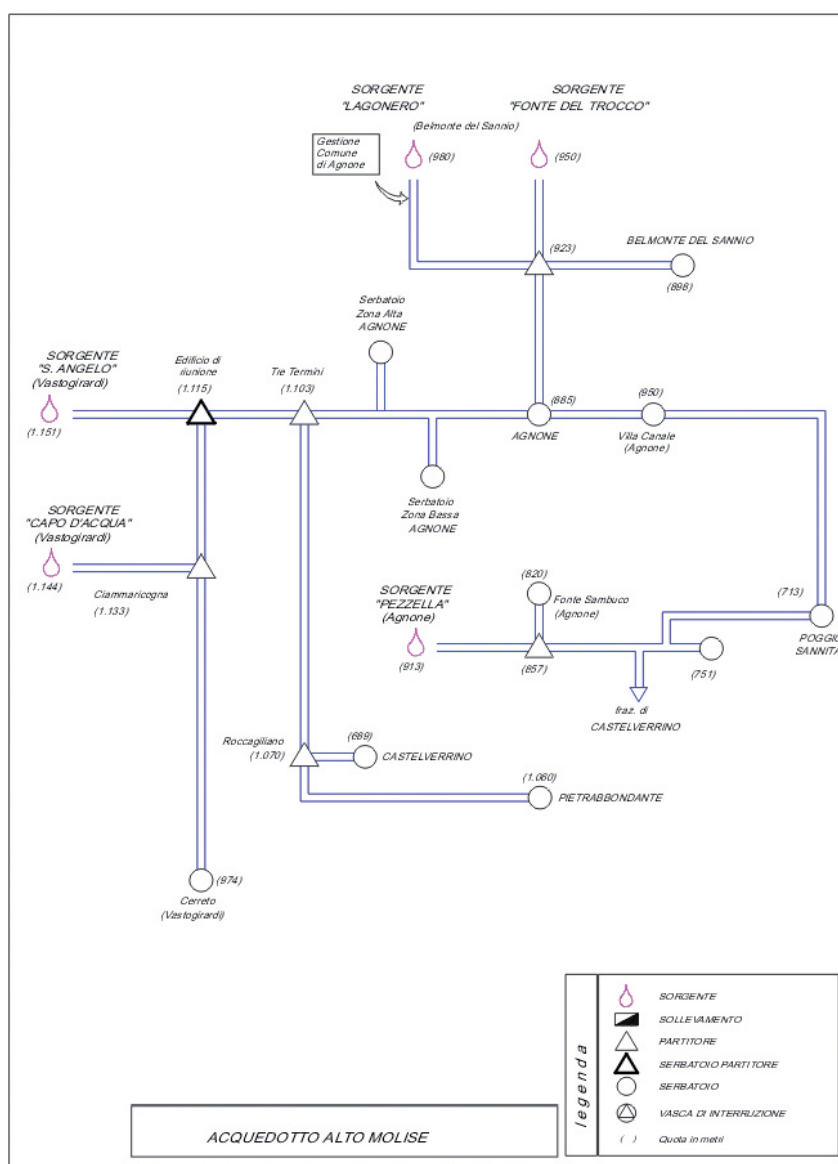 SORGENTE
"LAGONERO"
(Belmonte del Sannio)
SORGENTE
"FONTE DEL TROCCO"
Gestione
Comune
di Agnone
(980)
(950)
(923)
BELMONTE DEL SANNIO
(898)
Serbatoio
Zona Alta
AGNONE
SORGENTE
"S. ANGELO"
(Vastogirardi)
(1.151)
Edificio di
riunione
(1.115)
Tre Termini
(1.103)
(885)
AGNONE
(950)
Villa Canale
(Agnone)
Serbatoio
Zona Bassa
AGNONE
SORGENTE
"CAPO D'ACQUA"
(Vastogirardi)
(1.144)
Ciammaricogna
(1.133)
SORGENTE
"PEZZELLA"
(Agnone)
(913)
(820)
Fonte Sambuco
(Agnone)
(857)
(713)
POGGIO
SANNITA
(751)
fraz. di
CASTELVERRINO
Roccagiliano
(1.070)
(689)
CASTELVERRINO
(1.060)
PIETRABBONDANTE
(974)
Cerreto
(Vastogirardi)
legenda
SORGENTE
SOLLEVAMENTO
PARTITORE
SERBATOIO PARTITORE
SERBATOIO
VASCA DI INTERRUZIONE
( ) Quota in metri
ACQUEDOTTO ALTO MOLISE